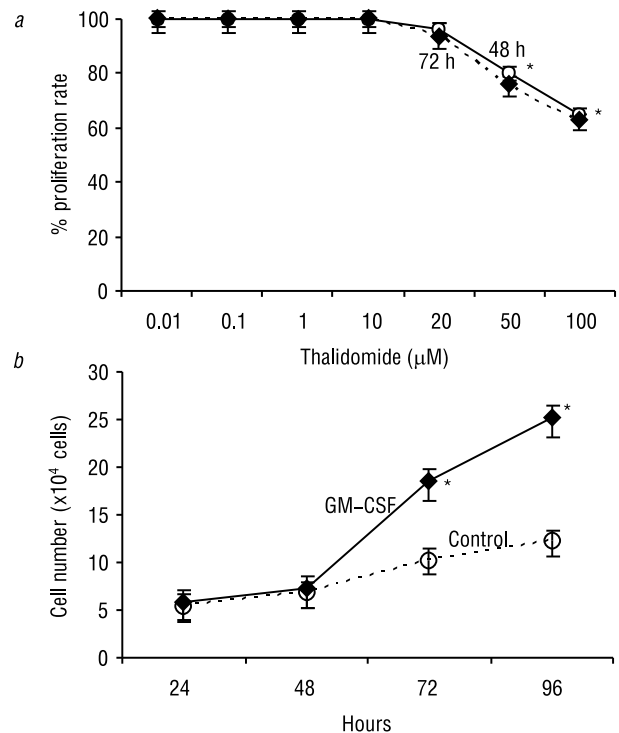 a
100
80
60
40
20
0
% proliferation rate
72 h
48 h
*
*
0.01 0.1 1 10 20 50 100
Thalidomide (μM)
b
30
25
20
15
10
5
0
Cell number (x10⁴ cells)
GM–CSF
*
*
Control
24 48 72 96
Hours